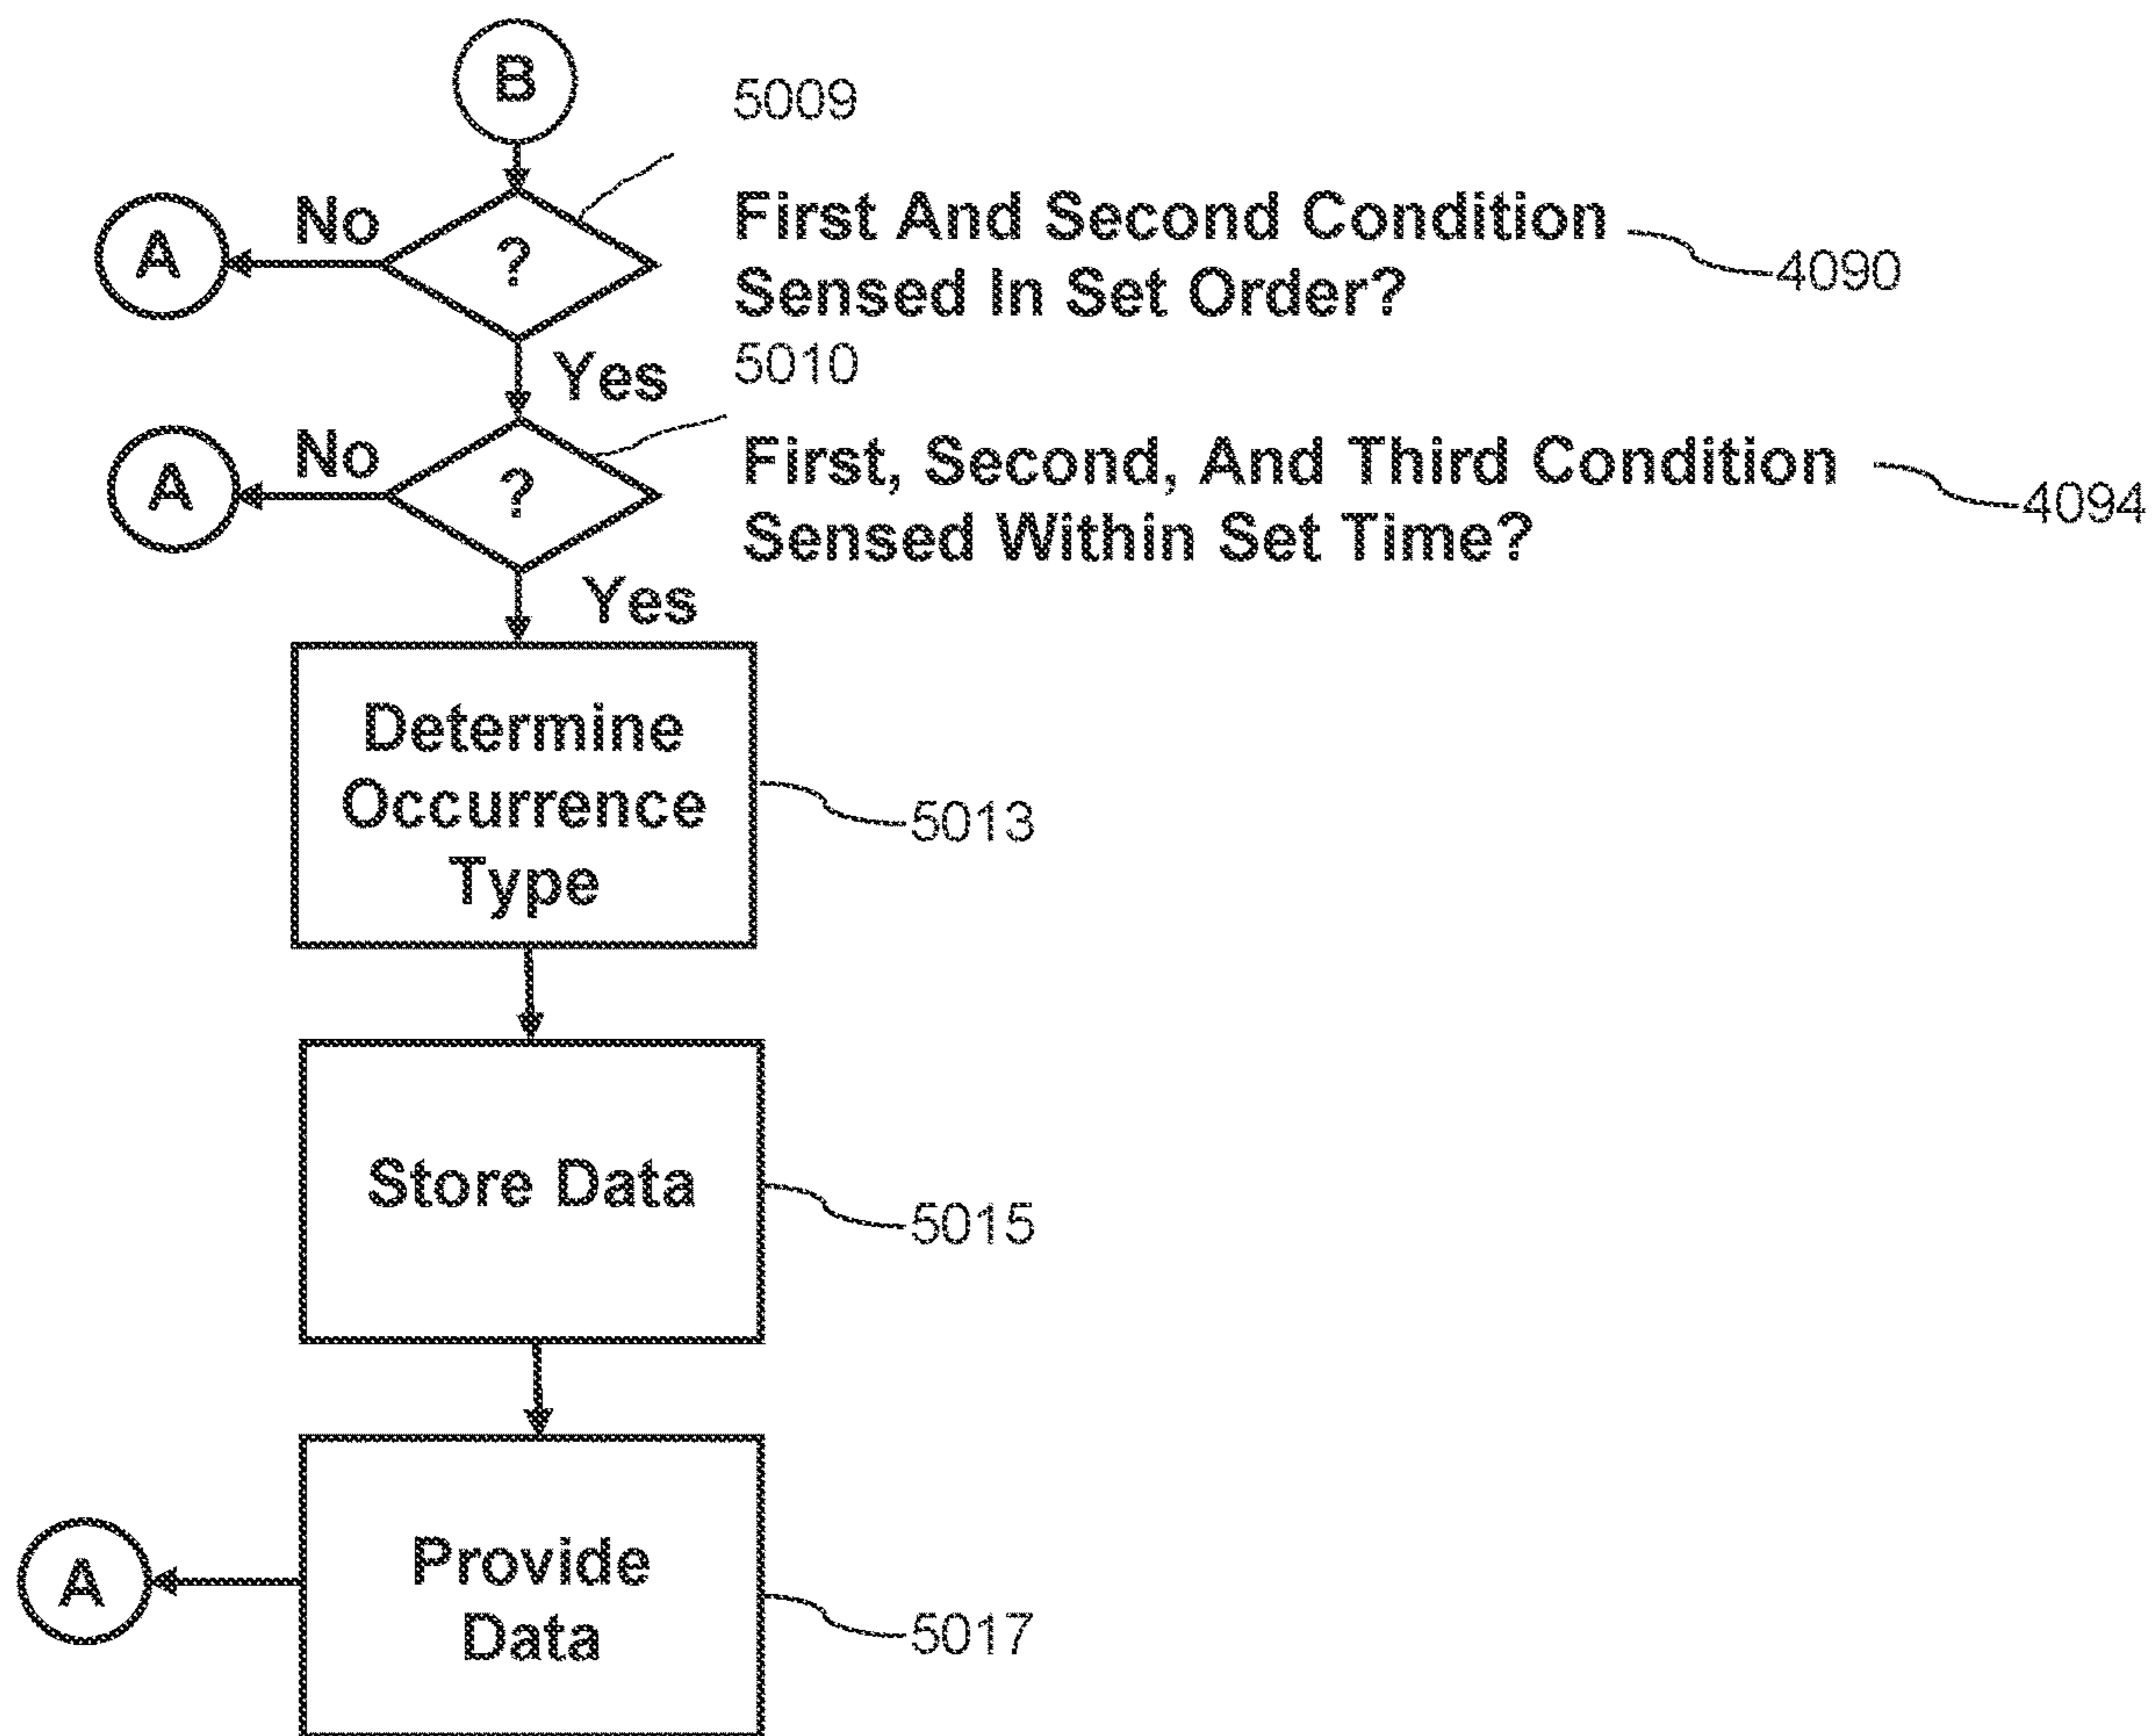 B
5009
A
No
?
First And Second Condition
4090
Sensed In Set Order?
Yes
5010
A
No
?
First, Second, And Third Condition
4094
Sensed Within Set Time?
Yes
Determine
Occurrence
Type
5013
Store Data
5015
Provide
Data
A
5017